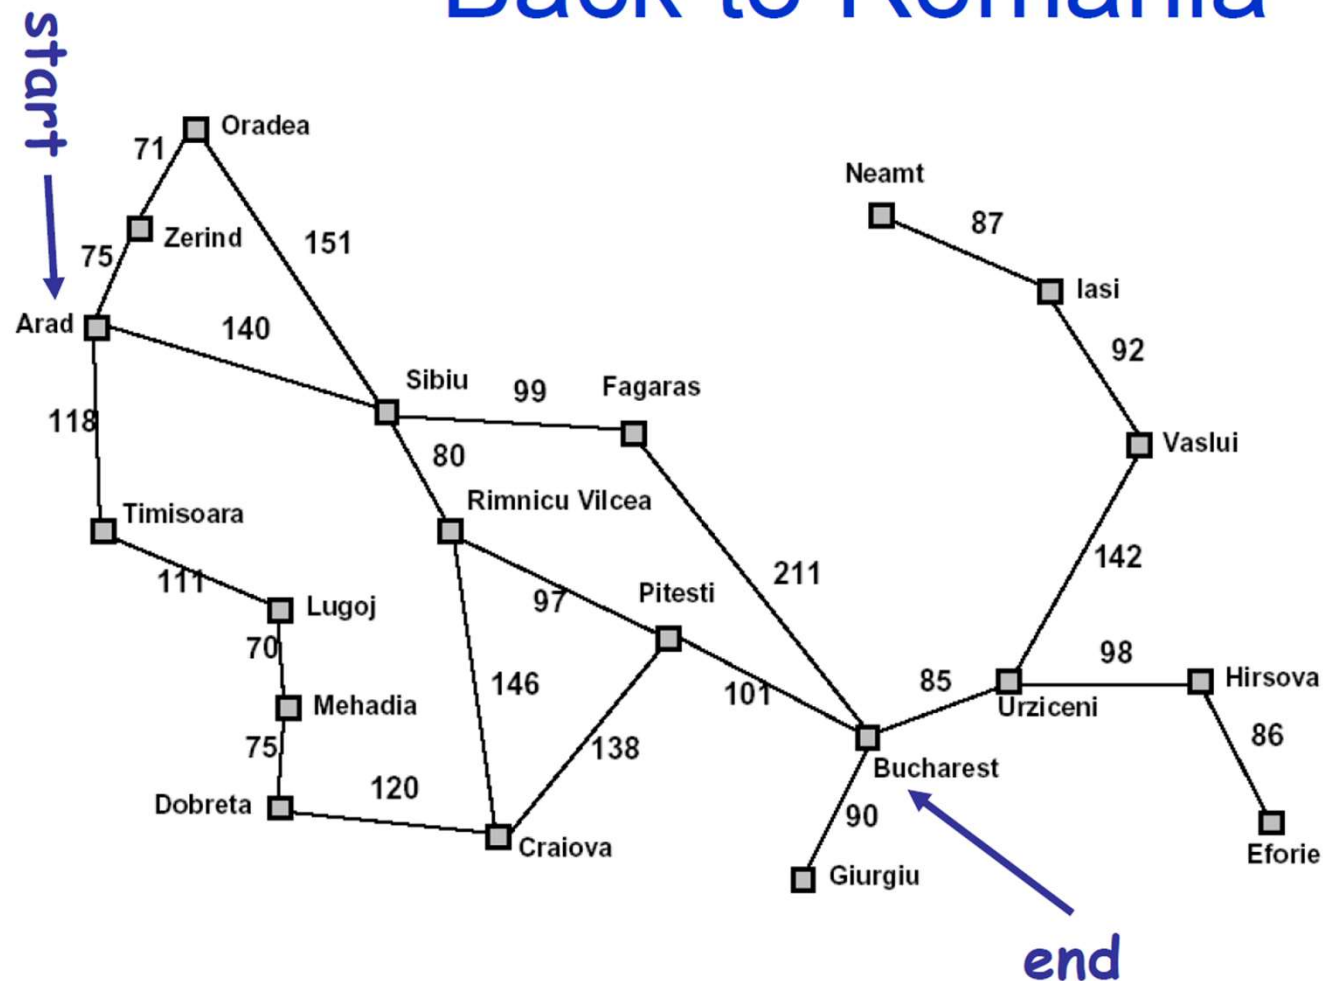 Back to Romania
start
Oradea
71
Neamt
87
Zerind
151
75
Iasi
Arad
140
92
Sibiu
99
Fagaras
118
80
Vaslui
Rimnicu Vilcea
Timisoara
142
111
97
Pitesti
211
Lugoj
70
98
Hirsova
146
101
85
Urziceni
Mehadia
75
138
86
Bucharest
120
Dobreta
90
Craiova
Eforie
Giurgiu
end